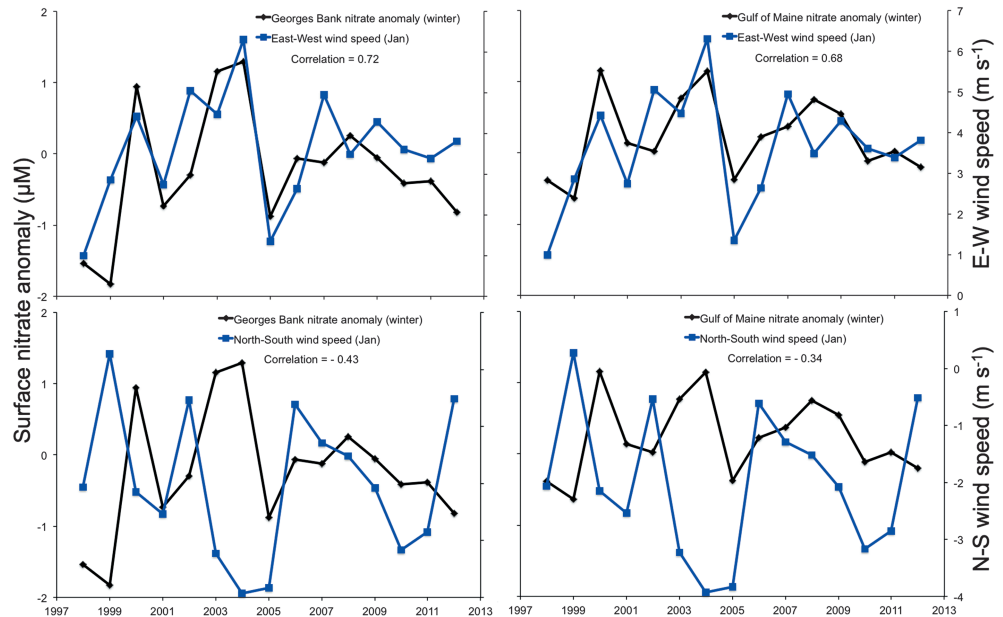 Georges Bank nitrate anomaly (winter)
East-West wind speed (Jan)
Correlation = 0.72
2
1
0
-1
-2
Gulf of Maine nitrate anomaly (winter)
East-West wind speed (Jan)
Correlation = 0.68
7
6
5
4
3
2
1
0
E-W wind speed (m s-1)
Surface nitrate anomaly (µM)
Georges Bank nitrate anomaly (winter)
North-South wind speed (Jan)
Correlation = - 0.43
2
1
0
-1
-2
1997 1999 2001 2003 2005 2007 2009 2011 2013
Gulf of Maine nitrate anomaly (winter)
North-South wind speed (Jan)
Correlation = - 0.34
1
0
-1
-2
-3
-4
N-S wind speed (m s-1)
1997 1999 2001 2003 2005 2007 2009 2011 2013